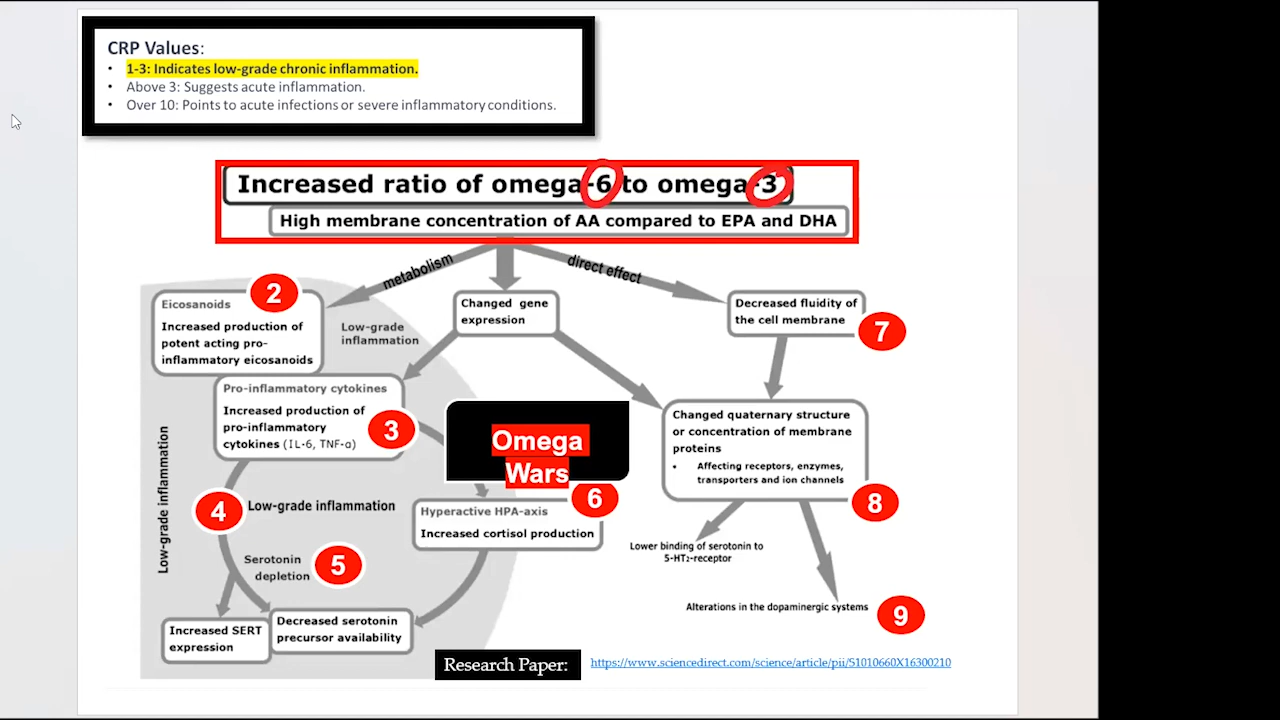 CRP Values:
• 1-3: Indicates low-grade chronic inflammation.
• Above 3: Suggests acute inflammation.
• Over 10: Points to acute infections or severe inflammatory conditions.
Increased ratio of omega-6 to omega-3
High membrane concentration of AA compared to EPA and DHA
metabolism
direct effect
2
Eicosanoids
Increased production of
potent acting pro-
inflammatory eicosanoids
Low-grade
inflammation
Changed gene
expression
Decreased fluidity of
the cell membrane
7
Pro-inflammatory cytokines
Increased production of
pro-inflammatory
cytokines (IL-6, TNF-α)
3
Omega
Wars
Changed quaternary structure
or concentration of membrane
proteins
• Affecting receptors, enzymes,
transporters and ion channels
8
Low-grade inflammation
4
Low-grade inflammation
6
Hyperactive HPA-axis
Increased cortisol production
Serotonin
depletion
5
Lower binding of serotonin to
5-HT2-receptor
Alterations in the dopaminergic systems
9
Increased SERT
expression
Decreased serotonin
precursor availability
Research Paper:
https://www.sciencedirect.com/science/article/pii/S1010660X16300210